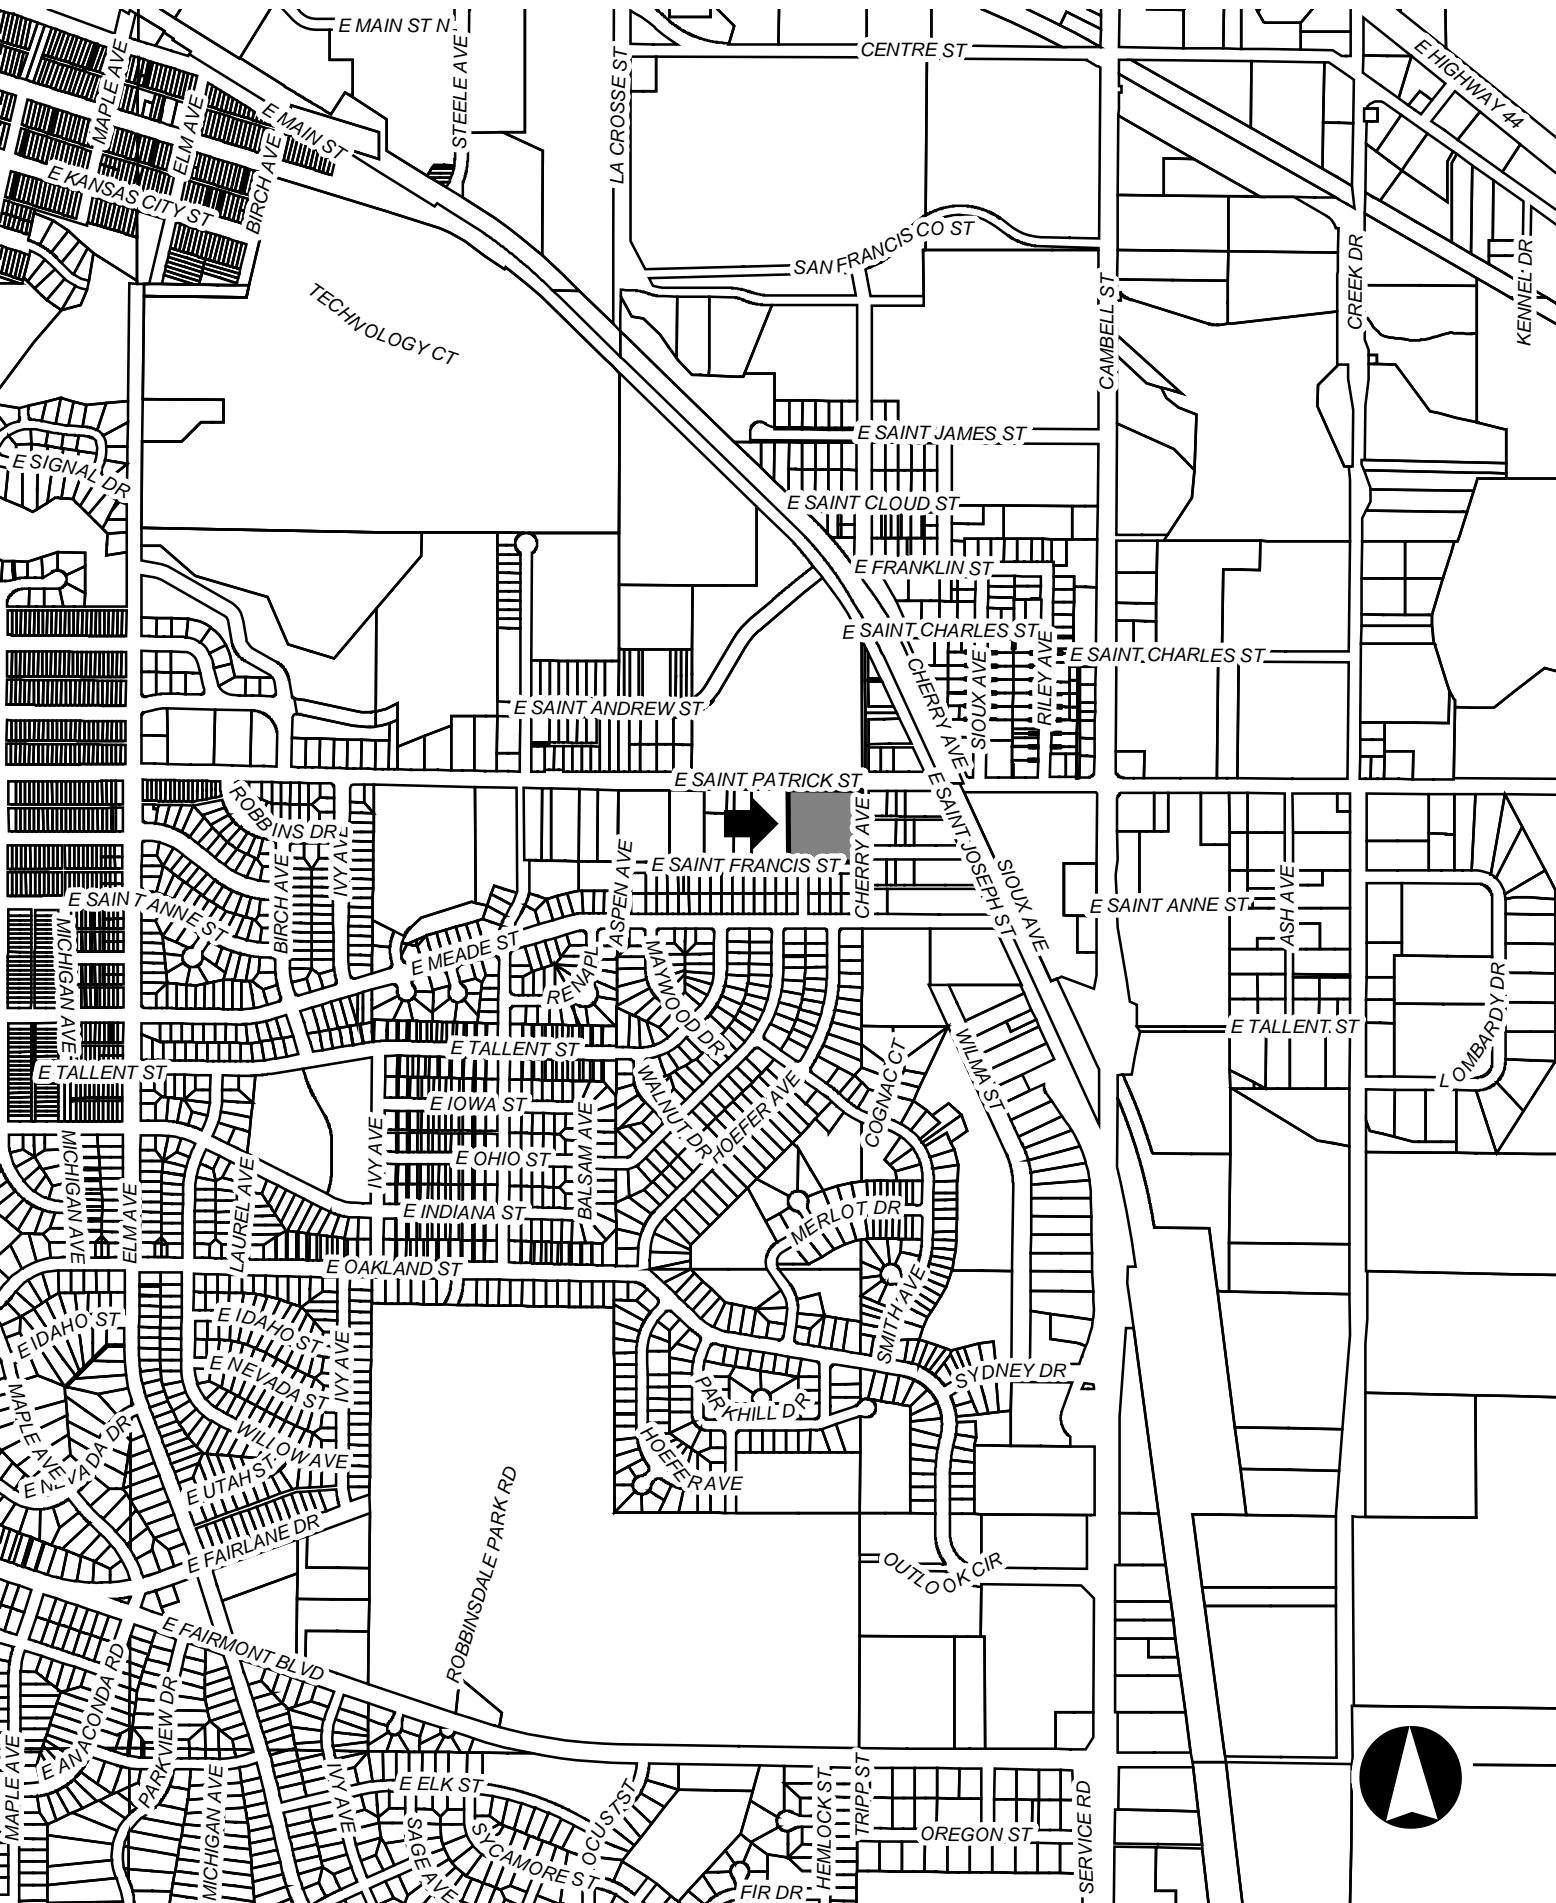 E MAIN ST N
STEELE AVE
LA CROSSE ST
CENTRE ST
E HIGHWAY 44
MAPLE AVE
ELM AVE
BIRCH AVE
E MAIN ST
E KANSAS CITY ST
TECHNOLOGY CT
SAN FRANCISCO ST
CAMBELL ST
CREEK DR
KENNEL DR
E SIGNAL DR
E SAINT JAMES ST
E SAINT CLOUD ST
E FRANKLIN ST
E SAINT CHARLES ST
E SAINT CHARLES ST
CHERRY AVE
SIOUX AVE
RILEY AVE
E SAINT ANDREW ST
E SAINT PATRICK ST
ROBBINS DR
IVY AVE
BIRCH AVE
ASPEN AVE
E SAINT FRANCIS ST
CHERRY AVE
E SAINT JOSEPH ST
SIOUX AVE
E SAINT ANNE ST
ASH AVE
E SAINT ANNE ST
MICHIGAN AVE
E MEADE ST
RENA PL
MAYWOOD DR
E TALLENT ST
E TALLENT ST
E TALLENT ST
LOMBARDY DR
WILMA ST
COGNAC CT
WALNUT DR
HOEFER AVE
E IOWA ST
BALSAM AVE
IVY AVE
E OHIO ST
E INDIANA ST
MICHIGAN AVE
ELM AVE
LAUREL AVE
MERLOT DR
E OAKLAND ST
SMITH AVE
E IDAHO ST
E IDAHO ST
E NEVADA ST
IVY AVE
SYDNEY DR
PARKHILL DR
MAPLE AVE
E NEVADA DR
WILLOW AVE
E UTAH ST
HOEFER AVE
E FAIRLANE DR
ROBBINSDALE PARK RD
OUTLOOK CIR
E FAIRMONT BLVD
E ANACONDA RD
PARKVIEW DR
MAPLE AVE
MICHIGAN AVE
IVY AVE
E ELK ST
SAGE AVE
SYCAMORE ST
OCUST ST
HEMLOCK ST
TRIPP ST
OREGON ST
SERVICE RD
FIR DR